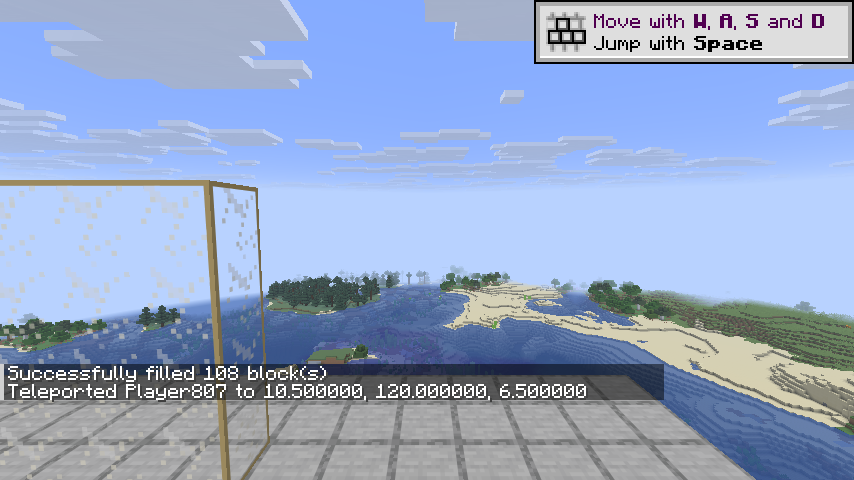 Move with W, A, S and D
Jump with Space
Successfully filled 108 block(s)
Teleported Player807 to 10.500000, 120.000000, 6.500000